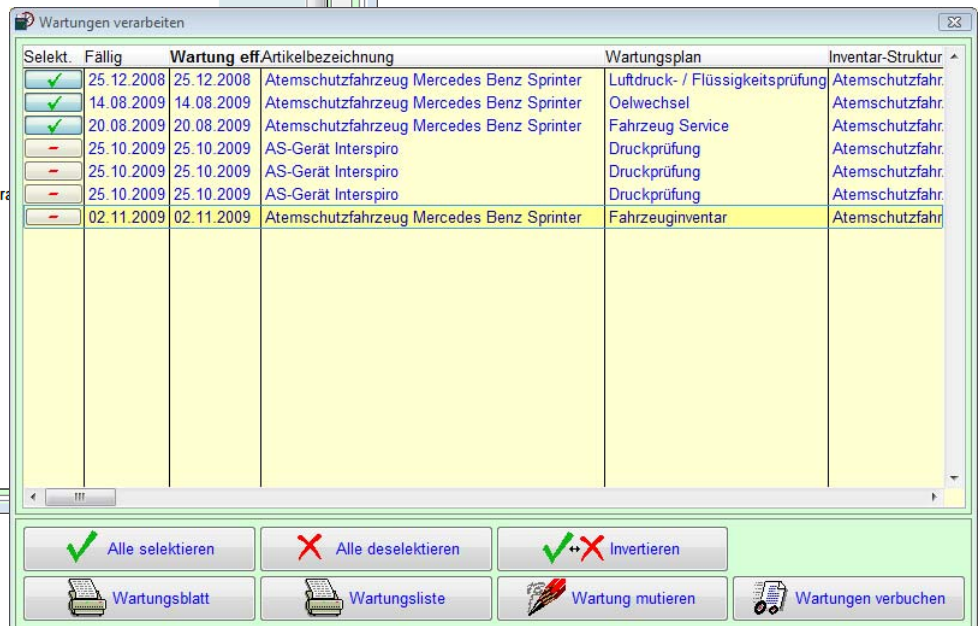 Wartungen verarbeiten
Selekt. Fällig Wartung eff. Artikelbezeichnung Wartungsplan Inventar-Struktur
25.12.2008 25.12.2008 Atemschutzfahrzeug Mercedes Benz Sprinter Luftdruck- / Flüssigkeitsprüfung Atemschutzfahr.
14.08.2009 14.08.2009 Atemschutzfahrzeug Mercedes Benz Sprinter Oelwechsel Atemschutzfahr.
20.08.2009 20.08.2009 Atemschutzfahrzeug Mercedes Benz Sprinter Fahrzeug Service Atemschutzfahr.
25.10.2009 25.10.2009 AS-Gerät Interspiro Druckprüfung Atemschutzfahr.
25.10.2009 25.10.2009 AS-Gerät Interspiro Druckprüfung Atemschutzfahr.
25.10.2009 25.10.2009 AS-Gerät Interspiro Druckprüfung Atemschutzfahr.
02.11.2009 02.11.2009 Atemschutzfahrzeug Mercedes Benz Sprinter Fahrzeuginventar Atemschutzfahr
Alle selektieren Alle deselektieren Invertieren
Wartungsblatt Wartungsliste Wartung mutieren Wartungen verbuchen